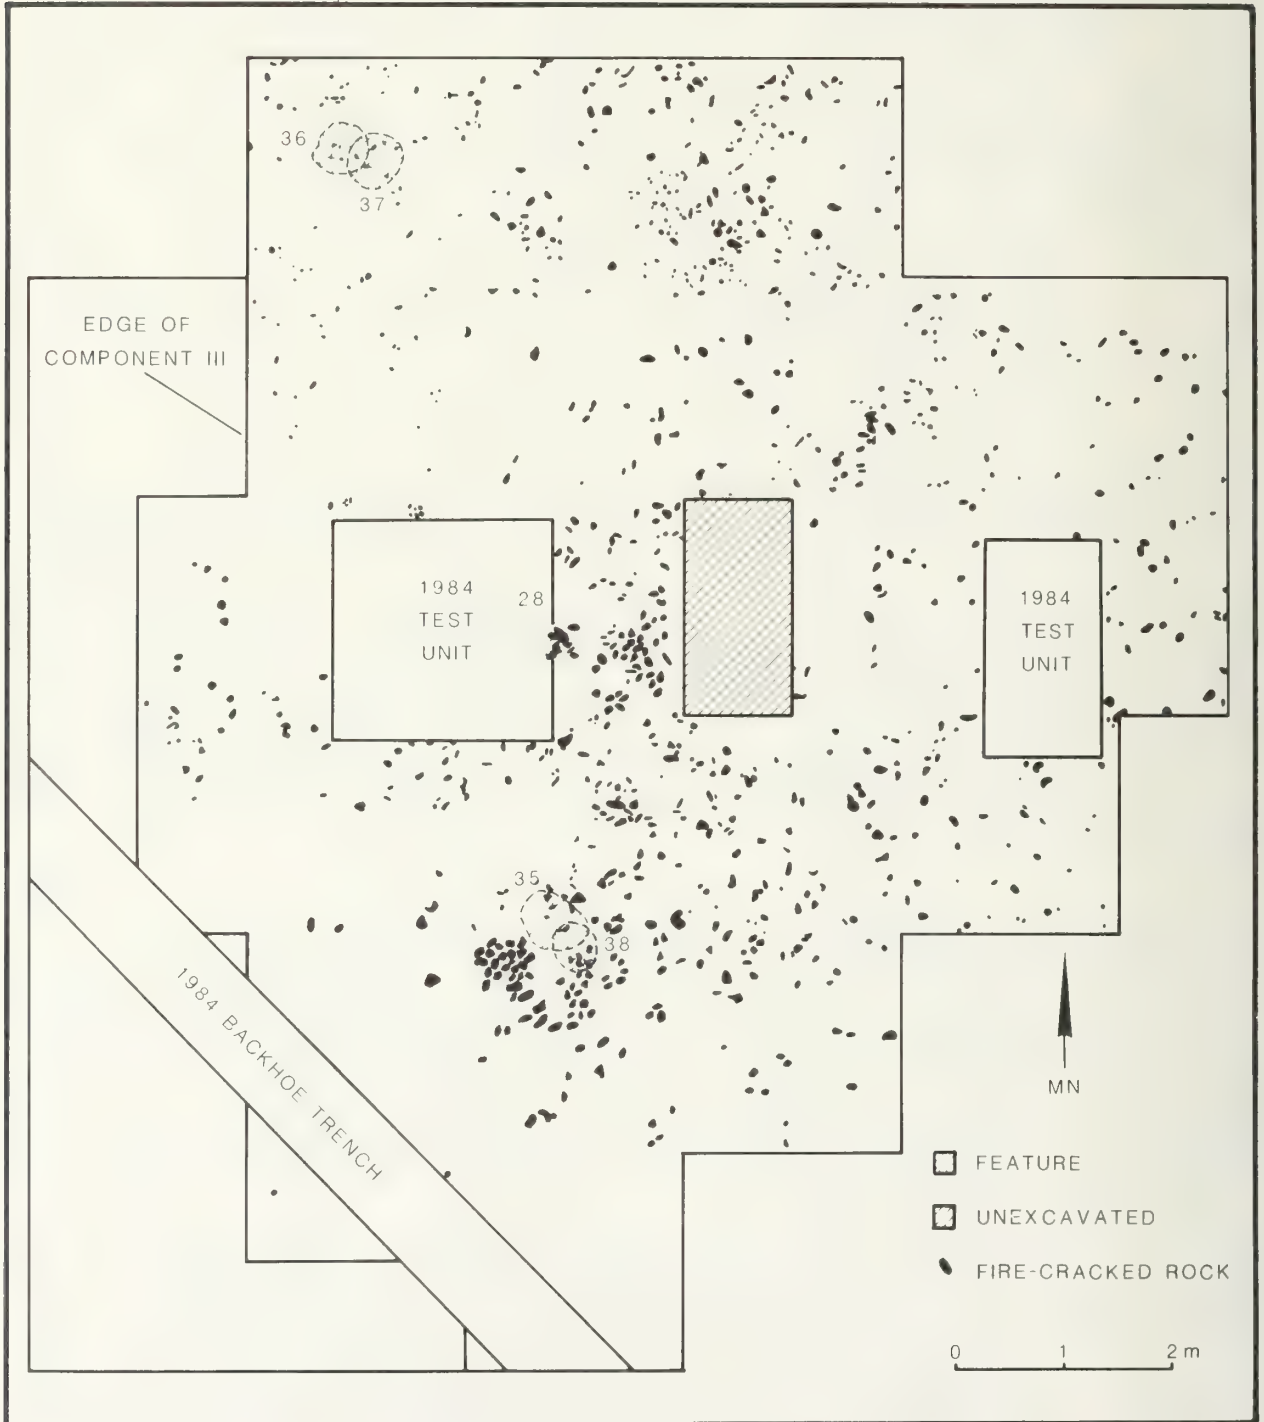 36
37
EDGE OF
COMPONENT III
1984
TEST
UNIT
28
1984
TEST
UNIT
35
38
1984 BACKHOE TRENCH
MN
FEATURE
UNEXCAVATED
FIRE-CRACKED ROCK
0 1 2 m